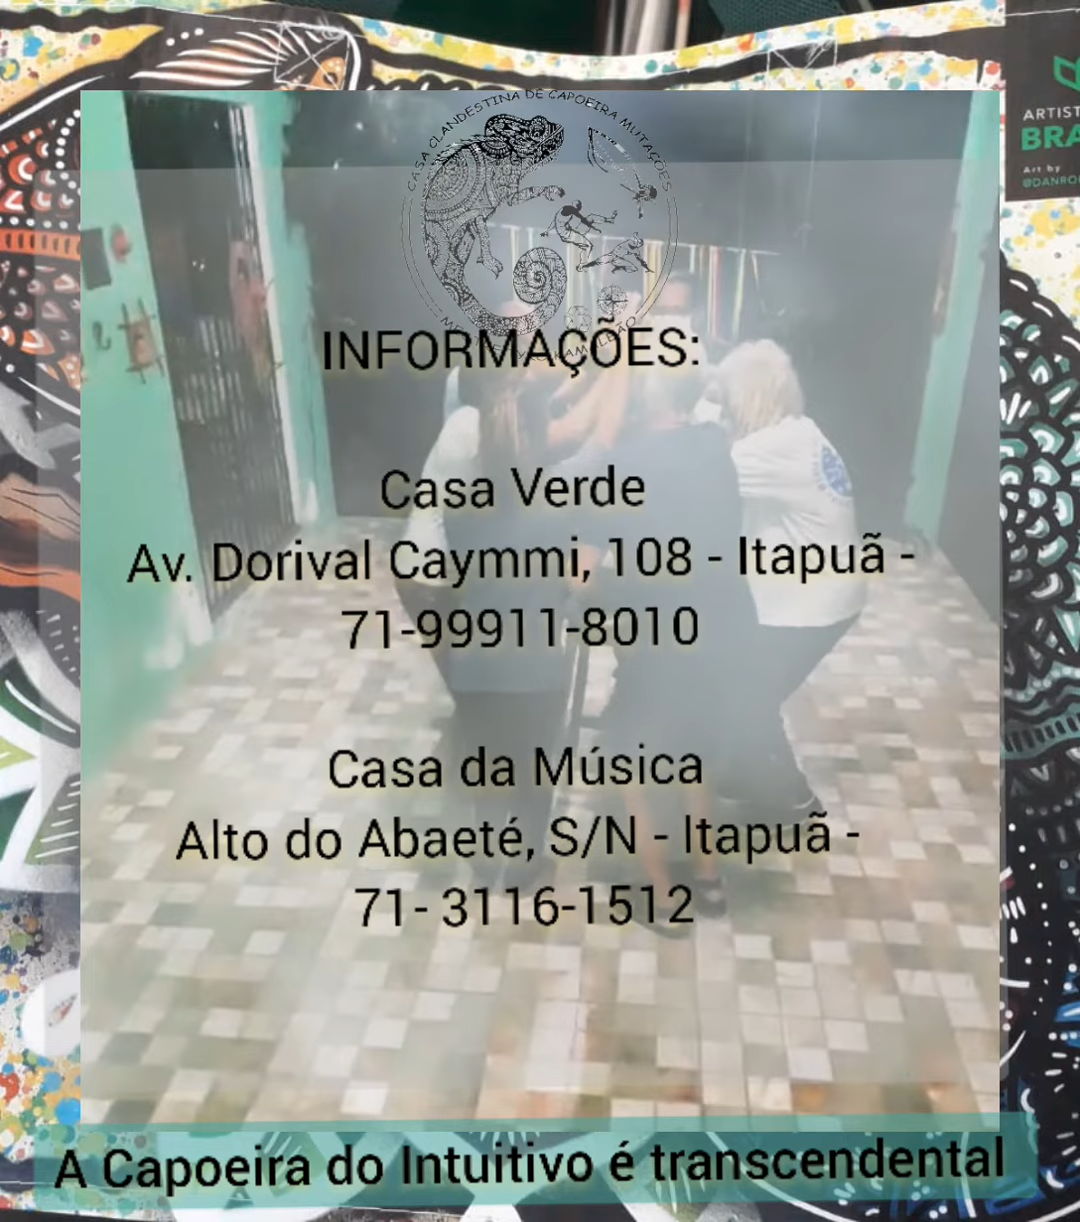 CASA CLANDESTINA DE CAPOEIRA MUTAÇÕES
INFORMAÇÕES:
Casa Verde
Av. Dorival Caymmi, 108 - Itapuã -
71-99911-8010
Casa da Música
Alto do Abaeté, S/N - Itapuã -
71- 3116-1512
A Capoeira do Intuitivo é transcendental
ARTIST
BRA
Art by